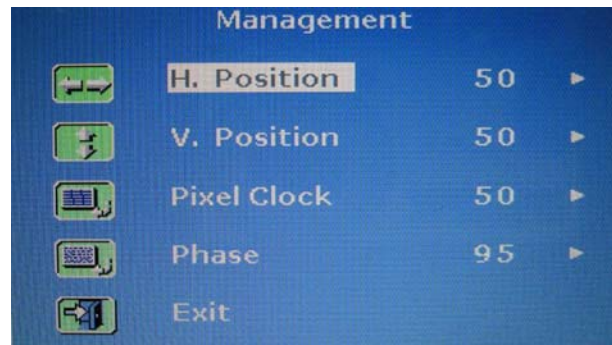 Management
H. Position 50
V. Position 50
Pixel Clock 50
Phase 95
Exit